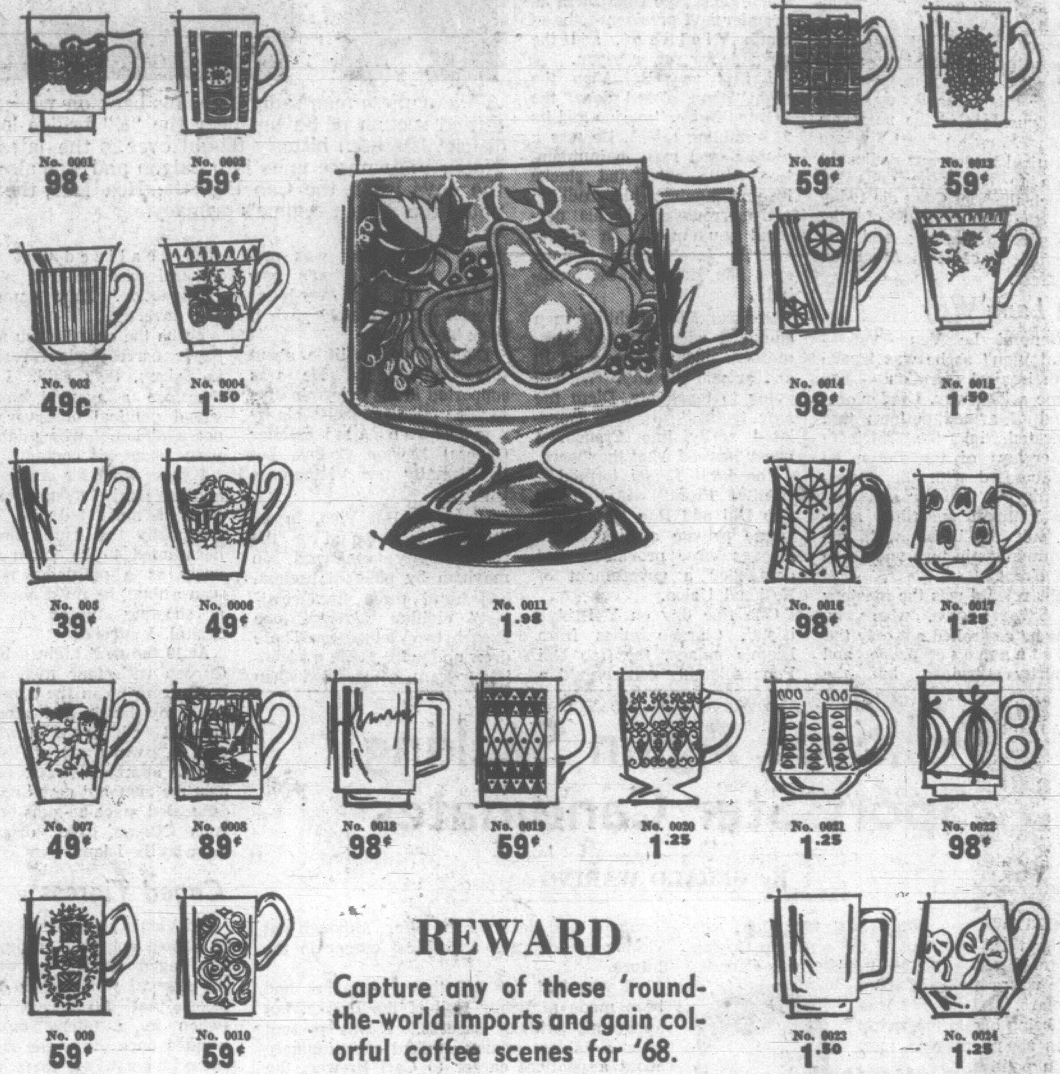 No. 0001
98¢
No. 0002
59¢
No. 0012
59¢
No. 0013
59¢
No. 003
49c
No. 0004
1.50
No. 0014
98¢
No. 0015
1.50
No. 005
39¢
No. 0006
49¢
No. 0011
1.98
No. 0016
98¢
No. 0017
1.25
No. 007
49¢
No. 0008
89¢
No. 0018
98¢
No. 0019
59¢
No. 0020
1.25
No. 0021
1.25
No. 0022
98¢
No. 009
59¢
No. 0010
59¢
REWARD
Capture any of these ‘round-
the-world imports and gain col-
orful coffee scenes for ‘68.
No. 0023
1.50
No. 0024
1.25